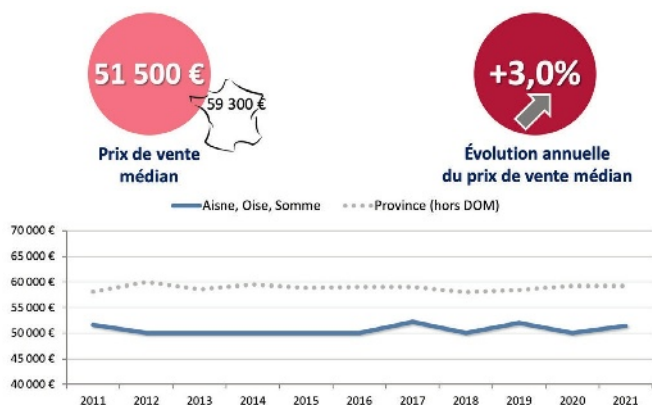 51 500 €
59 300 €
+3,0%
Prix de vente
médian
Évolution annuelle
du prix de vente médian
Aisne, Oise, Somme
Province (hors DOM)
70 000 €
65 000 €
60 000 €
55 000 €
50 000 €
45 000 €
40 000 €
2011 2012 2013 2014 2015 2016 2017 2018 2019 2020 2021